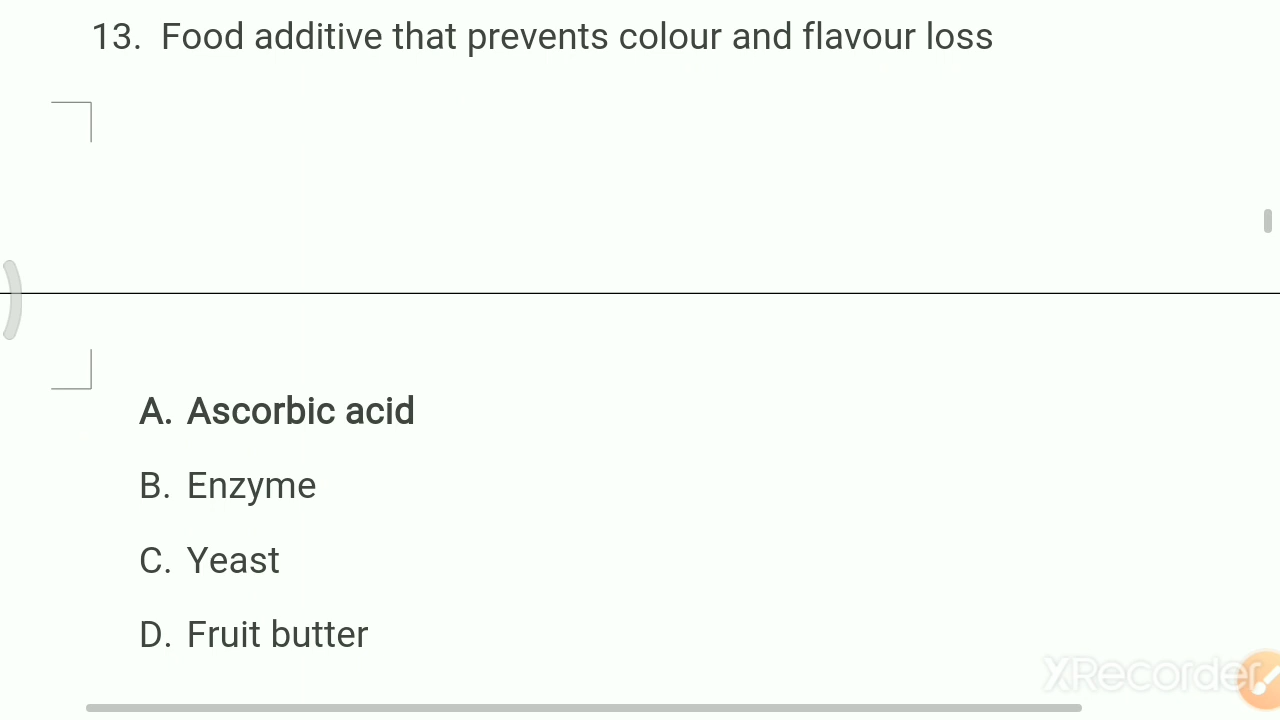 13. Food additive that prevents colour and flavour loss
A. Ascorbic acid
B. Enzyme
C. Yeast
D. Fruit butter
XRecorder